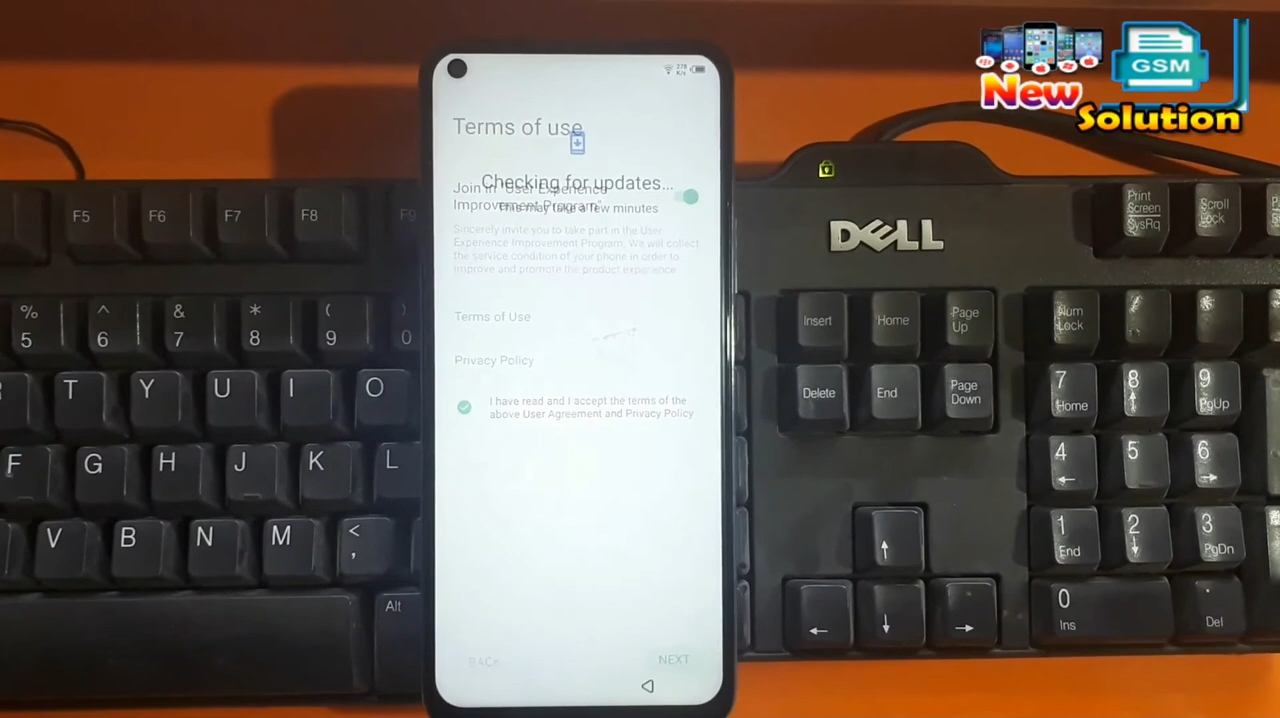 New
GSM
Solution
278
K/s
Terms of use
Checking for updates...
This may take a few minutes
Join in "User Experience
Improvement Program"
Sincerely invite you to take part in the User
Experience Improvement Program. We will collect
the service condition of your phone in order to
improve and promote the product experience
Terms of Use
Privacy Policy
I have read and I accept the terms of the
above User Agreement and Privacy Policy
BACK
NEXT
DELL
F5
F6
F7
F8
F9
Print
Screen
SysRq
Scroll
Lock
%
5
^
6
&
7
*
8
(
9
)
0
Insert
Home
Page
Up
Num
Lock
T
Y
U
I
O
Delete
End
Page
Down
7
Home
8
9
PgUp
F
G
H
J
K
L
4
5
6
V
B
N
M
<
,
1
End
2
3
PgDn
Alt
0
Ins
.
Del